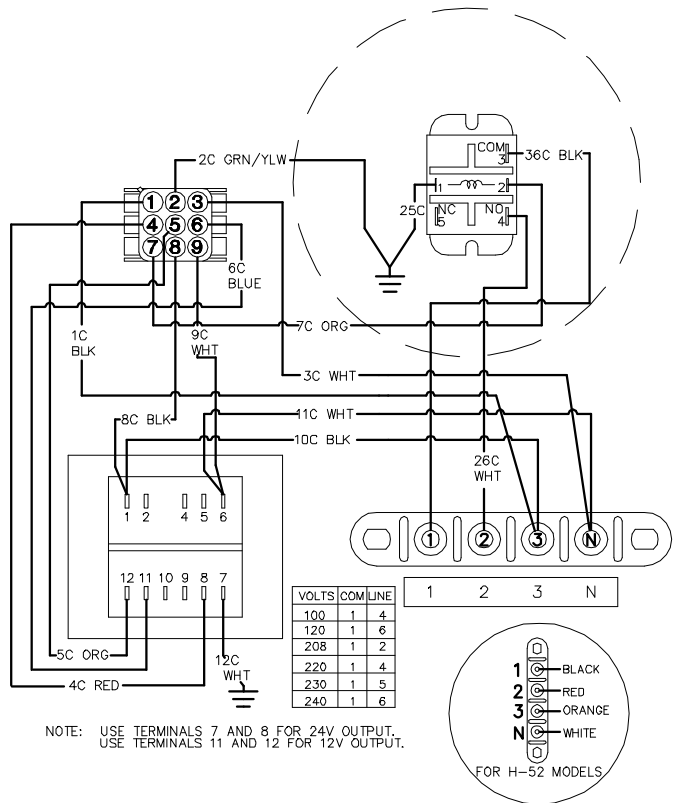 2C GRN/YLW
COM
3
36C BLK
1 2
25C
NC
5
NO
4
1 2 3
4 5 6
7 8 9
6C
BLUE
7C ORG
1C
BLK
9C
WHT
3C WHT
8C BLK
11C WHT
10C BLK
26C
WHT
1 2 4 5 6
1 2 3 N
12 11 10 9 8 7
1 2 3 N
VOLTS COM LINE
100 1 4
120 1 6
208 1 2
220 1 4
230 1 5
240 1 6
5C ORG
12C
WHT
4C RED
1 BLACK
2 RED
3 ORANGE
N WHITE
FOR H-52 MODELS
NOTE: USE TERMINALS 7 AND 8 FOR 24V OUTPUT.
USE TERMINALS 11 AND 12 FOR 12V OUTPUT.